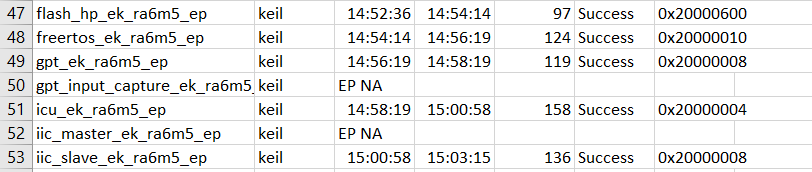 47 flash_hp_ek_ra6m5_ep keil 14:52:36 14:54:14 97 Success 0x20000600
48 freertos_ek_ra6m5_ep keil 14:54:14 14:56:19 124 Success 0x20000010
49 gpt_ek_ra6m5_ep keil 14:56:19 14:58:19 119 Success 0x20000008
50 gpt_input_capture_ek_ra6m5_ keil EP NA
51 icu_ek_ra6m5_ep keil 14:58:19 15:00:58 158 Success 0x20000004
52 iic_master_ek_ra6m5_ep keil EP NA
53 iic_slave_ek_ra6m5_ep keil 15:00:58 15:03:15 136 Success 0x20000008